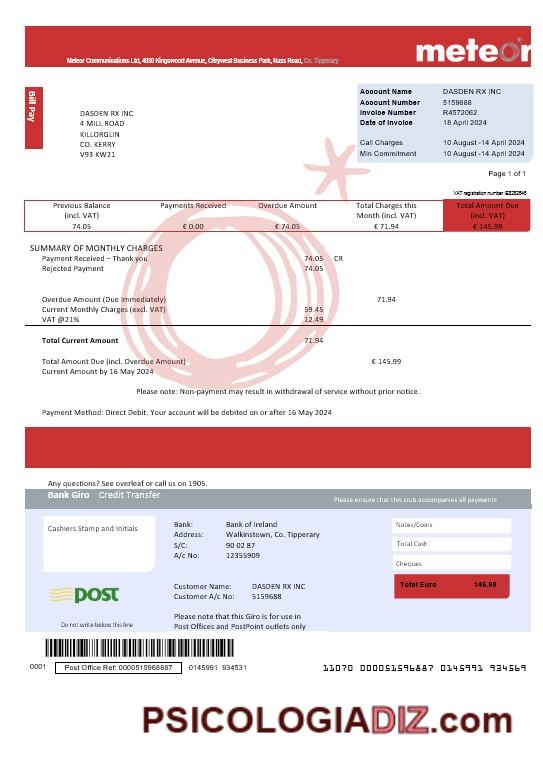 meteor
Meteor Communications Ltd, 4030 Kingswood Avenue, Citrywest Business Park, Nass Road, Co. Tipperary
Bill Pay
DASDEN RX INC
4 MILL ROAD
KILLORGLIN
CO. KERRY
V93 KW21
Account Name DASDEN RX INC
Account Number 5159688
Invoice Number R4572062
Date of Invoice 18 April 2024
Call Charges 10 August -14 April 2024
Min Commitment 10 August -14 April 2024
Page 1 of 1
VAT registration number IE8252645
Previous Balance Payments Received Overdue Amount Total Charges this Total Amount Due
(incl. VAT) Month (incl. VAT) (incl. VAT)
74.05 € 0.00 € 74.05 € 71.94 € 145.99
SUMMARY OF MONTHLY CHARGES
Payment Received – Thank you 74.05 CR
Rejected Payment 74.05
Overdue Amount (Due Immediately) 71.94
Current Monthly Charges (excl. VAT) 59.45
VAT @21% 12.49
Total Current Amount 71.94
Total Amount Due (incl. Overdue Amount) € 145.99
Current Amount by 16 May 2024
Please note: Non-payment may result in withdrawal of service without prior notice.
Payment Method: Direct Debit. Your account will be debited on or after 16 May 2024
Any questions? See overleaf or call us on 1905.
Bank Giro Credit Transfer Please ensure that this stub accompanies all payments
Cashiers Stamp and Initials
Bank: Bank of Ireland
Address: Walkinstown, Co. Tipperary
S/C: 90 02 87
A/c No: 12355909
Notes/Coins
Total Cash
Cheques
Total Euro 145.99
post
Customer Name: DASDEN RX INC
Customer A/c No: 5159688
Please note that this Giro is for use in
Post Offices and PostPoint outlets only
Do not write below this line
0001 Post Office Ref: 0000515968887 0145991 934531
11070 000051596887 0145991 934569
PSICOLOGIADIZ.com